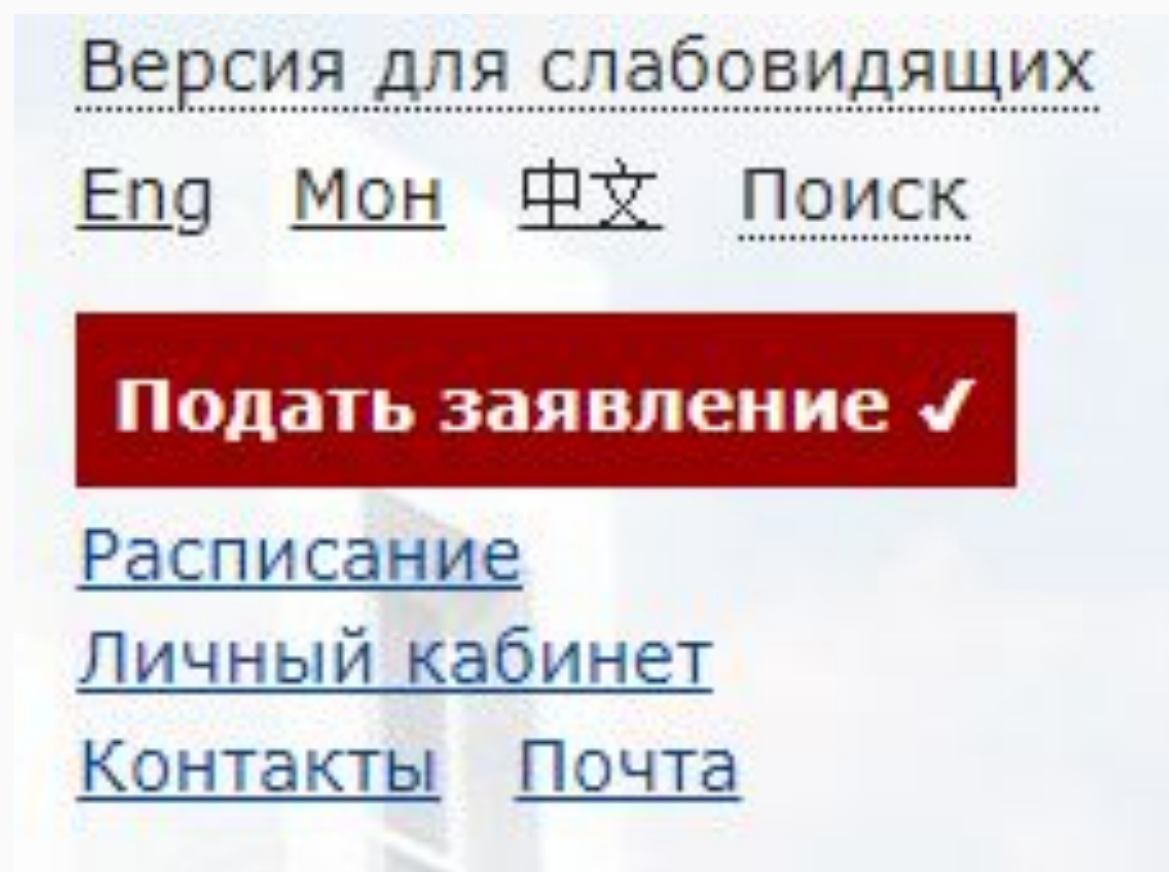 Версия для слабовидящих
Eng Мон 中文 Поиск
Подать заявление ✔
Расписание
Личный кабинет
Контакты Почта